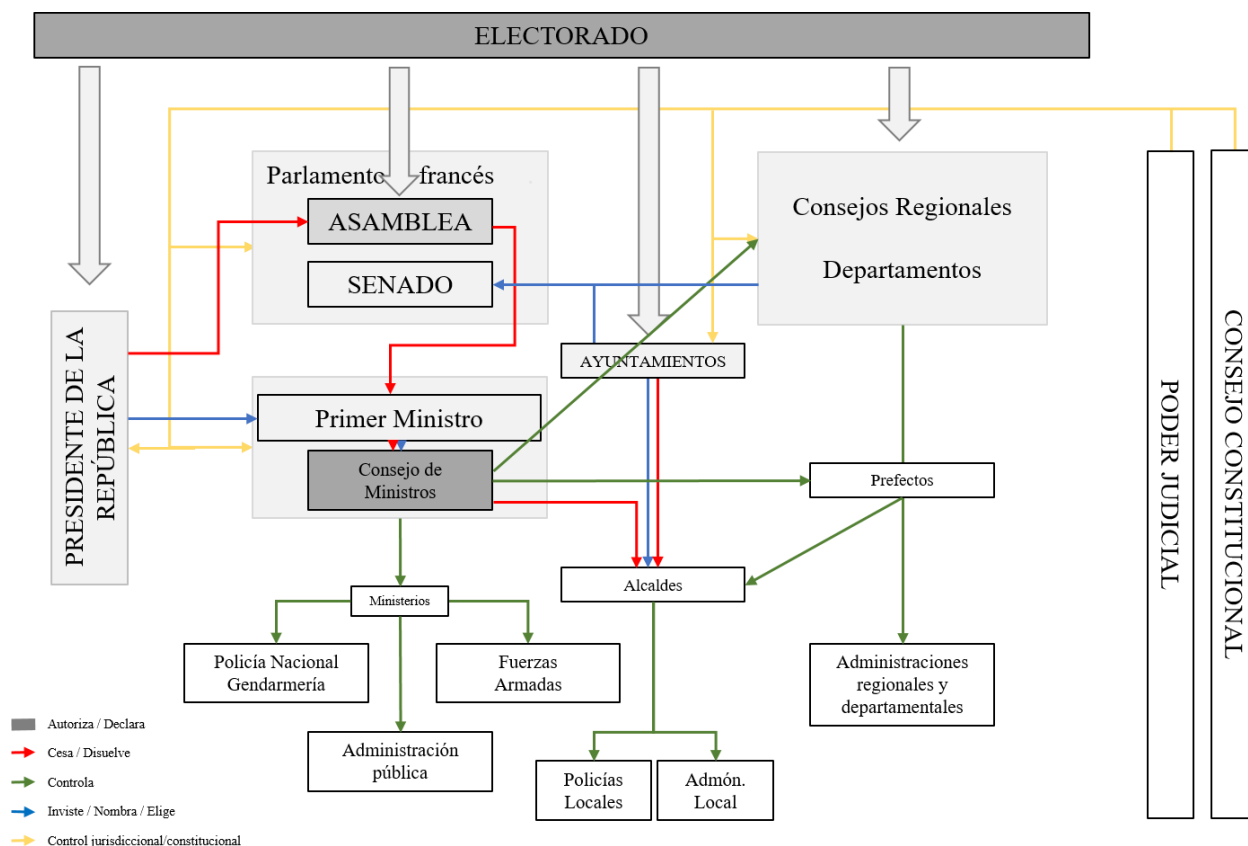 ELECTORADO
Parlamento francés
ASAMBLEA
SENADO
Consejos Regionales
Departamentos
PRESIDENTE DE LA
REPÚBLICA
AYUNTAMIENTOS
Primer Ministro
Consejo de
Ministros
Prefectos
Alcaldes
Ministerios
Policía Nacional
Gendarmería
Fuerzas
Armadas
Administraciones
regionales y
departamentales
Administración
pública
Policías
Locales
Admón.
Local
PODER JUDICIAL
CONSEJO CONSTITUCIONAL
Autoriza / Declara
Cesa / Disuelve
Controla
Inviste / Nombra / Elige
Control jurisdiccional/constitucional